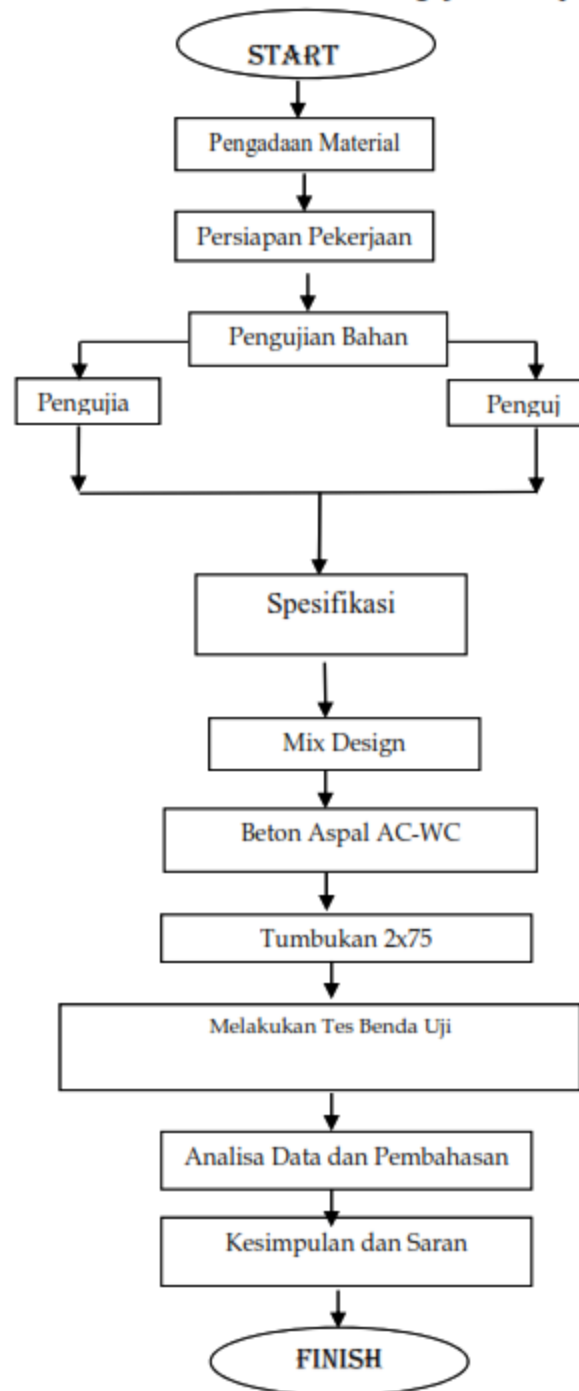 START
Pengadaan Material
Persiapan Pekerjaan
Pengujian Bahan
Pengujia
Penguj
Spesifikasi
Mix Design
Beton Aspal AC-WC
Tumbukan 2x75
Melakukan Tes Benda Uji
Analisa Data dan Pembahasan
Kesimpulan dan Saran
FINISH